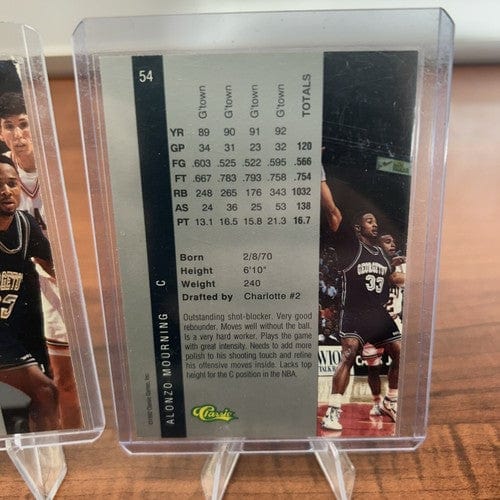 54
G'town G'town G'town G'town TOTALS
YR 89 90 91 92
GP 34 31 23 32 120
FG .603 .525 .522 .595 .566
FT .667 .783 .793 .758 .754
RB 248 265 176 343 1032
AS 24 36 25 53 138
PT 13.1 16.5 15.8 21.3 16.7
Born 2/8/70
Height 6'10"
Weight 240
Drafted by Charlotte #2
Outstanding shot-blocker. Very good
rebounder. Moves well without the ball.
Is a very hard worker. Plays the game
with great intensity. Needs to add more
polish to his shooting touch and refine
his offensive moves inside. Lacks top
height for the C position in the NBA.
Classic
ALONZO MOURNING C
©1992 Classic Games, Inc.
GEORGETOWN
33
33